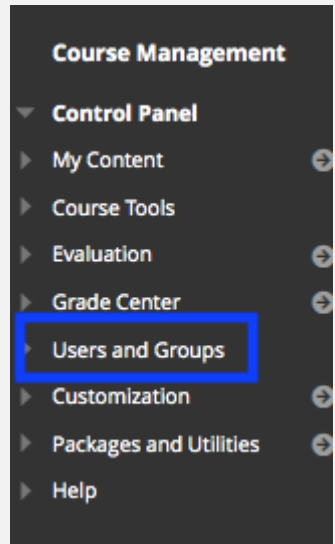 Course Management
Control Panel
My Content
Course Tools
Evaluation
Grade Center
Users and Groups
Customization
Packages and Utilities
Help